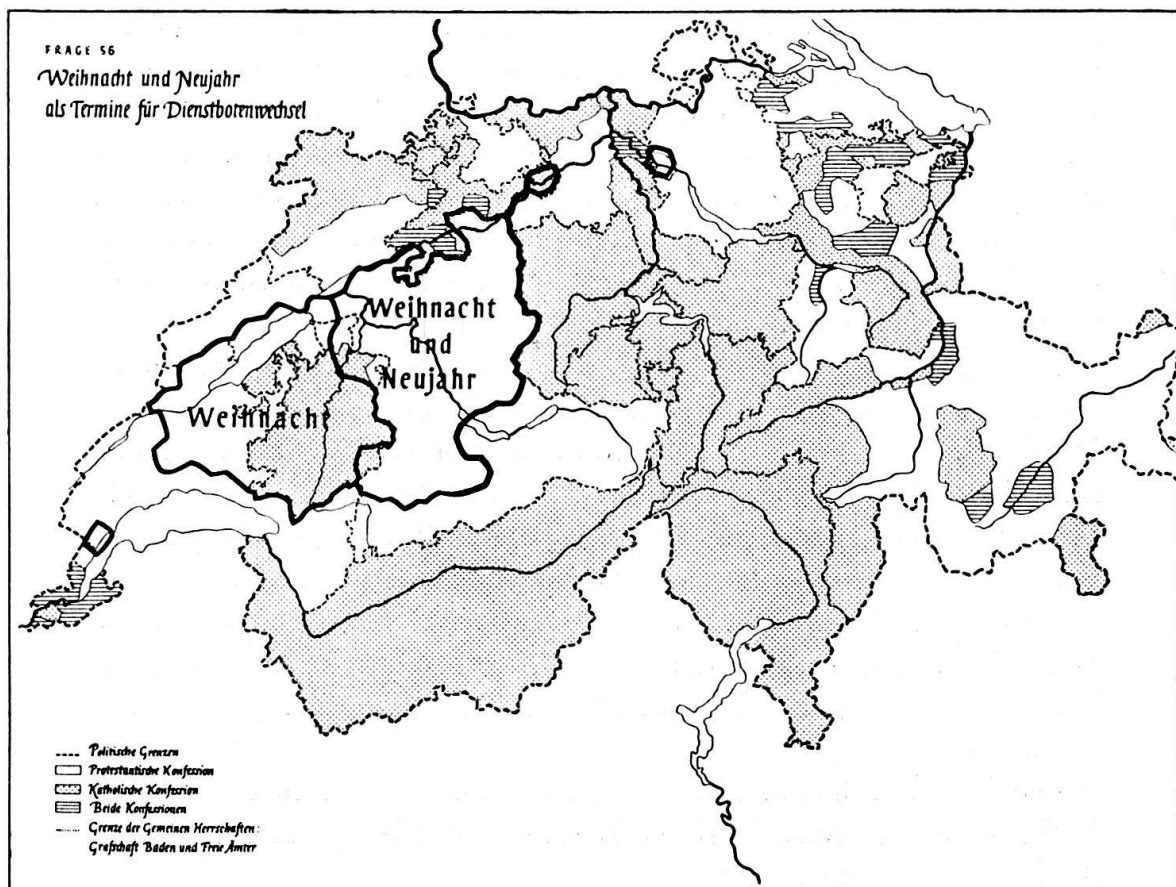 FRAGE 56
Weihnacht und Neujahr
als Termine für Dienstbotenwechsel
Weihnacht
und
Neujahr
Weihnacht
Politische Grenzen
Protestantische Konfession
Katholische Konfession
Beide Konfessionen
Grenze der Gemeinen Herrschaften:
Grafschaft Baden und Freie Ämter